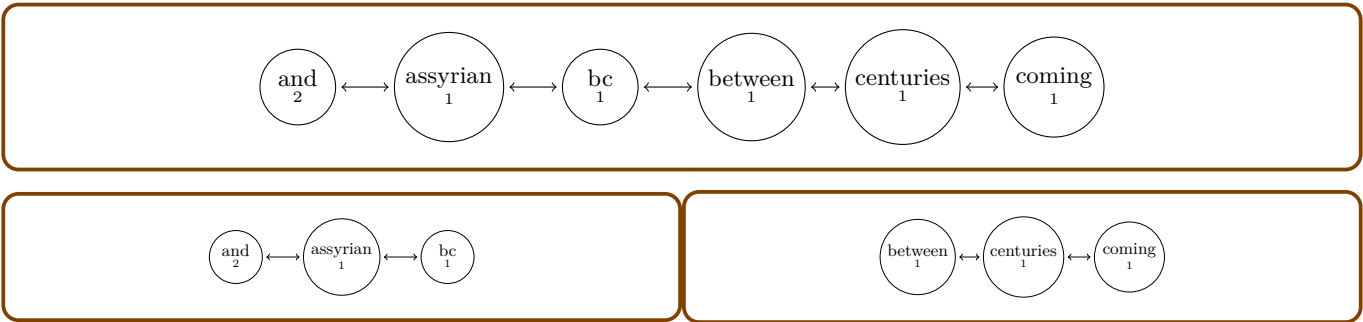 and assyrian bc between centuries coming
2 1 1 1 1 1
and assyrian bc between centuries coming
2 1 1 1 1 1